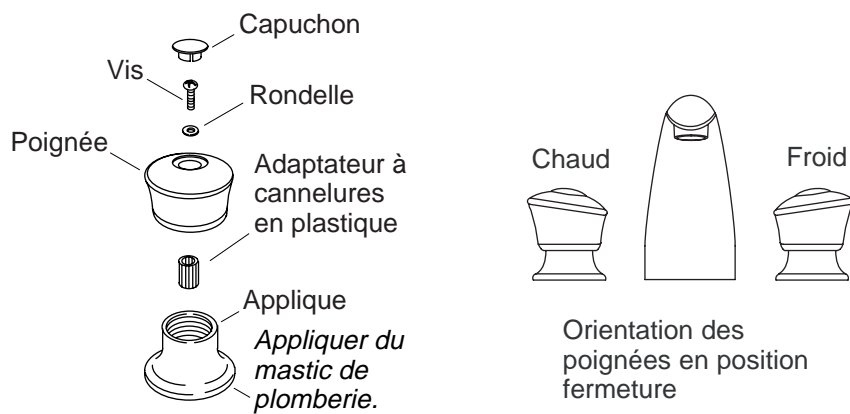 Capuchon
Vis
Rondelle
Poignée
Adaptateur à
cannelures
en plastique
Applique
Appliquer du
mastic de
plomberie.
Chaud
Froid
Orientation des
poignées en position
fermeture